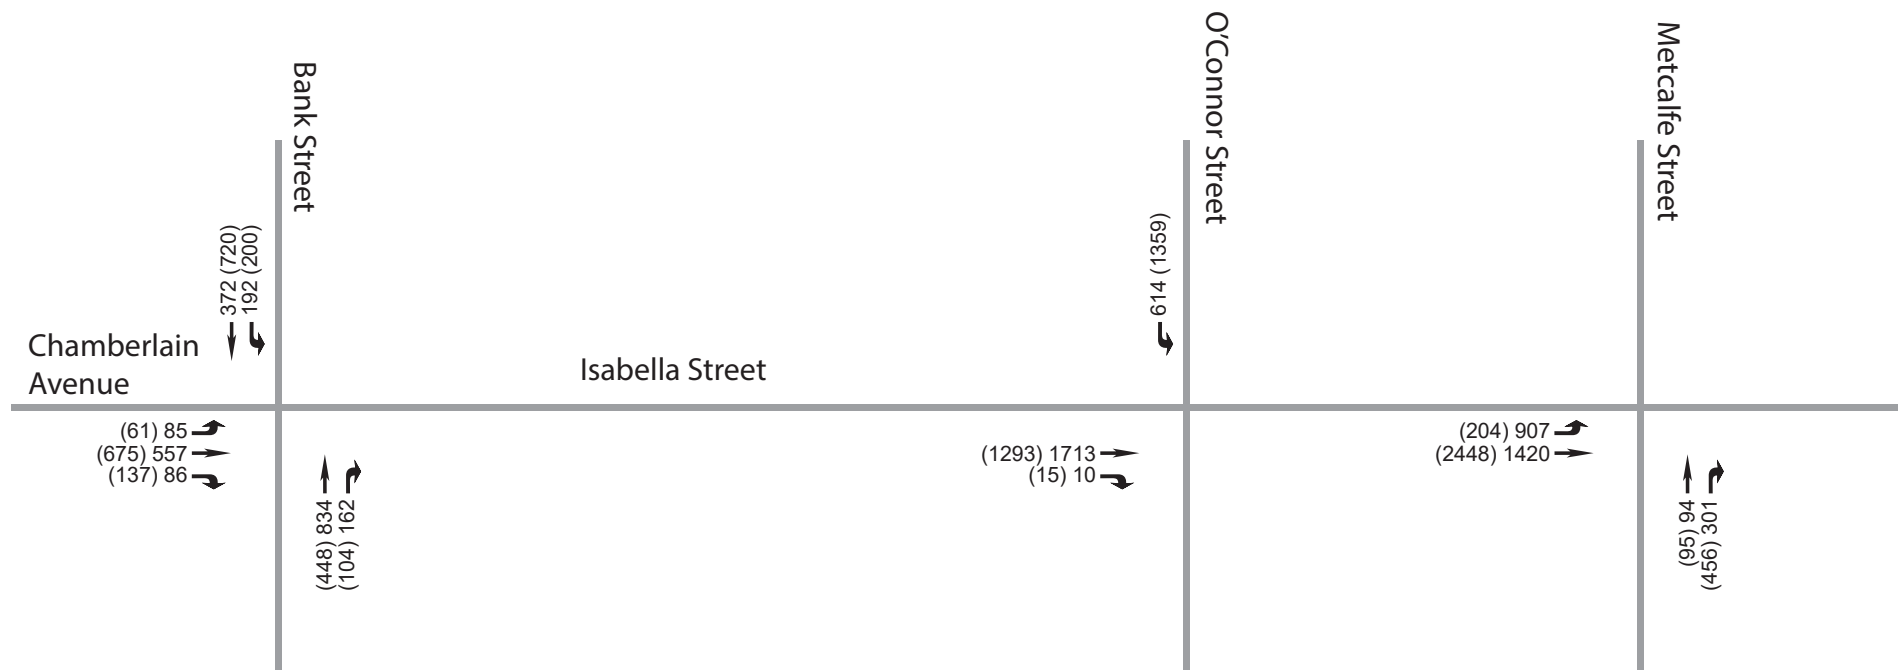 Bank Street
O'Connor Street
Metcalfe Street
372 (720)
192 (200)
614 (1359)
Chamberlain
Avenue
Isabella Street
(61) 85
(675) 557
(137) 86
(448) 834
(104) 162
(1293) 1713
(15) 10
(204) 907
(2448) 1420
(95) 94
(456) 301